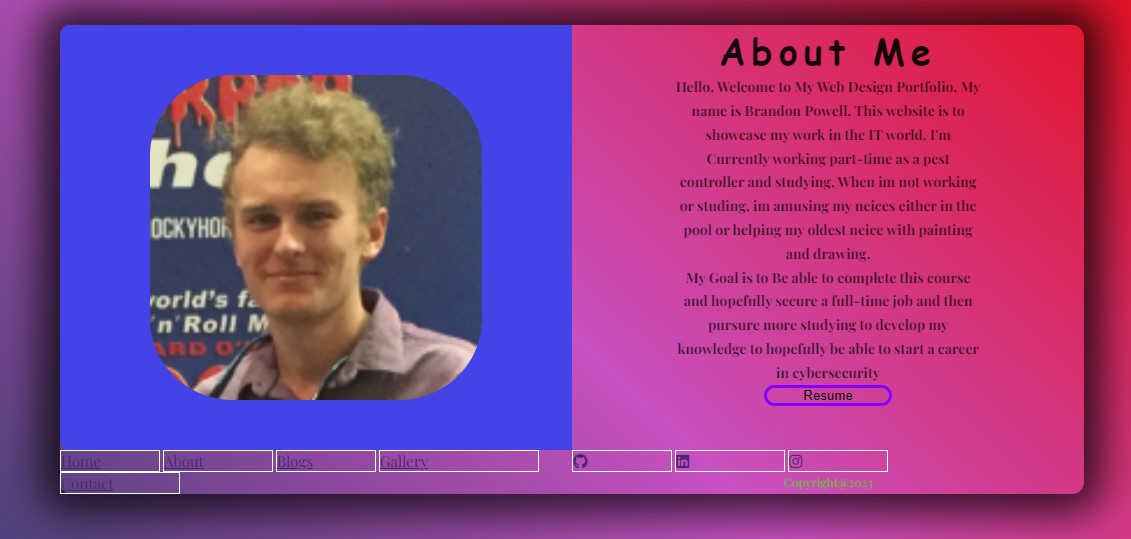 About Me
Hello, Welcome to My Web Design Portfolio, My
name is Brandon Powell, This website is to
showcase my work in the IT world. I'm
Currently working part-time as a pest
controller and studying. When im not working
or studing. im amusing my neices either in the
pool or helping my oldest neice with painting
and drawing.
My Goal is to Be able to complete this course
and hopefully secure a full-time job and then
pursure more studying to develop my
knowledge to hopefully be able to start a career
in cybersecurity
Resume
Home About Blogs Gallery
Contact
Copyright@2023